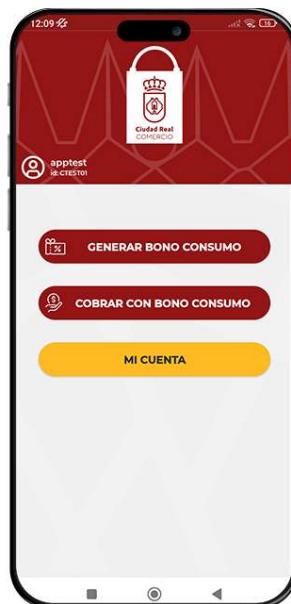 12:09
Ciudad Real
COMERCIO
apptest
id:CTEST01
GENERAR BONO CONSUMO
COBRAR CON BONO CONSUMO
MI CUENTA